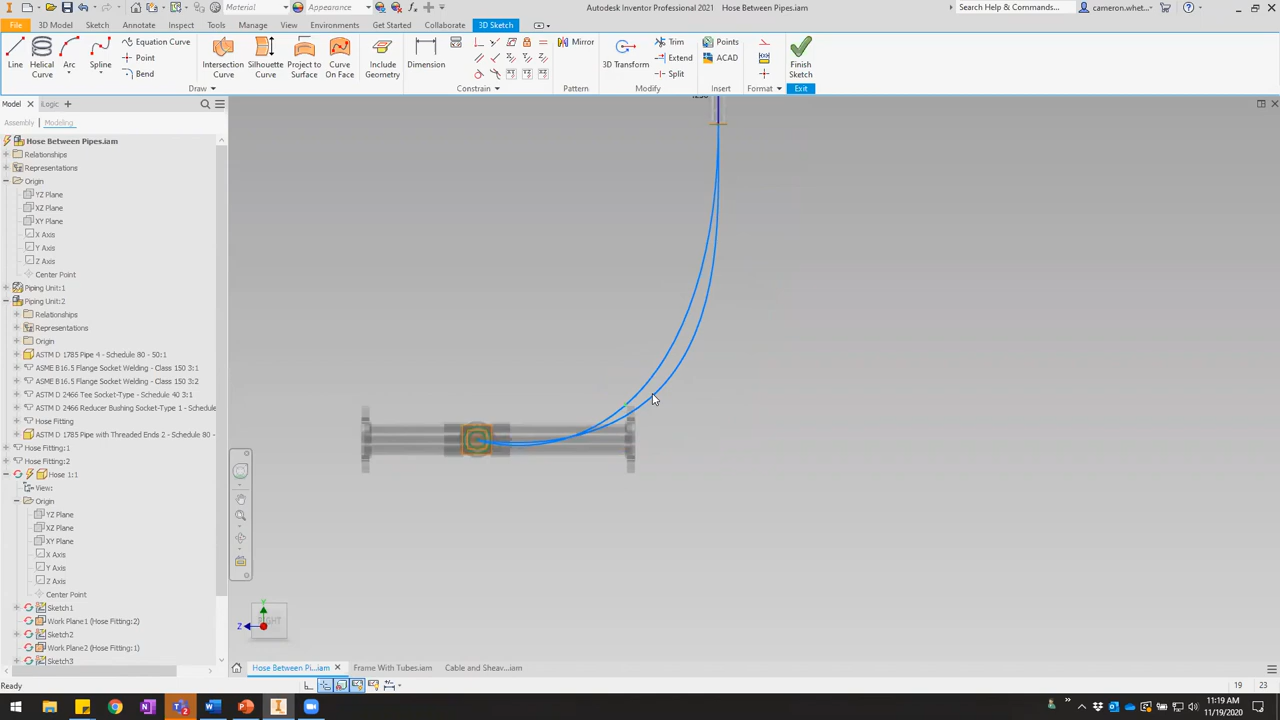 Material
Appearance
Autodesk Inventor Professional 2021 Hose Between Pipes.iam
Search Help & Commands...
cameron.whet...
File
3D Model
Sketch
Annotate
Inspect
Tools
Manage
View
Environments
Get Started
Collaborate
3D Sketch
Line
Helical Curve
Arc
Spline
Equation Curve
Point
Bend
Intersection Curve
Silhouette Curve
Project to Surface
Curve On Face
Include Geometry
Dimension
Mirror
3D Transform
Trim
Extend
Split
Points
ACAD
Finish Sketch
Draw
Constrain
Pattern
Modify
Insert
Format
Exit
Model
iLogic
Assembly
Modeling
Hose Between Pipes.iam
Relationships
Representations
Origin
YZ Plane
XZ Plane
XY Plane
X Axis
Y Axis
Z Axis
Center Point
Piping Unit:1
Piping Unit:2
Relationships
Representations
Origin
ASTM D 1785 Pipe 4 - Schedule 80 - 50:1
ASME B16.5 Flange Socket Welding - Class 150 3:1
ASME B16.5 Flange Socket Welding - Class 150 3:2
ASTM D 2466 Tee Socket-Type - Schedule 40 3:1
ASTM D 2466 Reducer Bushing Socket-Type 1 - Schedule
Hose Fitting
ASTM D 1785 Pipe with Threaded Ends 2 - Schedule 80 -
Hose Fitting:1
Hose Fitting:2
Hose 1:1
View:
Origin
YZ Plane
XZ Plane
XY Plane
X Axis
Y Axis
Z Axis
Center Point
Sketch1
Work Plane1 (Hose Fitting:2)
Sketch2
Work Plane2 (Hose Fitting:1)
Sketch3
Y
Z
RIGHT
Hose Between Pi...iam
Frame With Tubes.iam
Cable and Sheav...iam
Ready
19
23
11:19 AM
11/19/2020